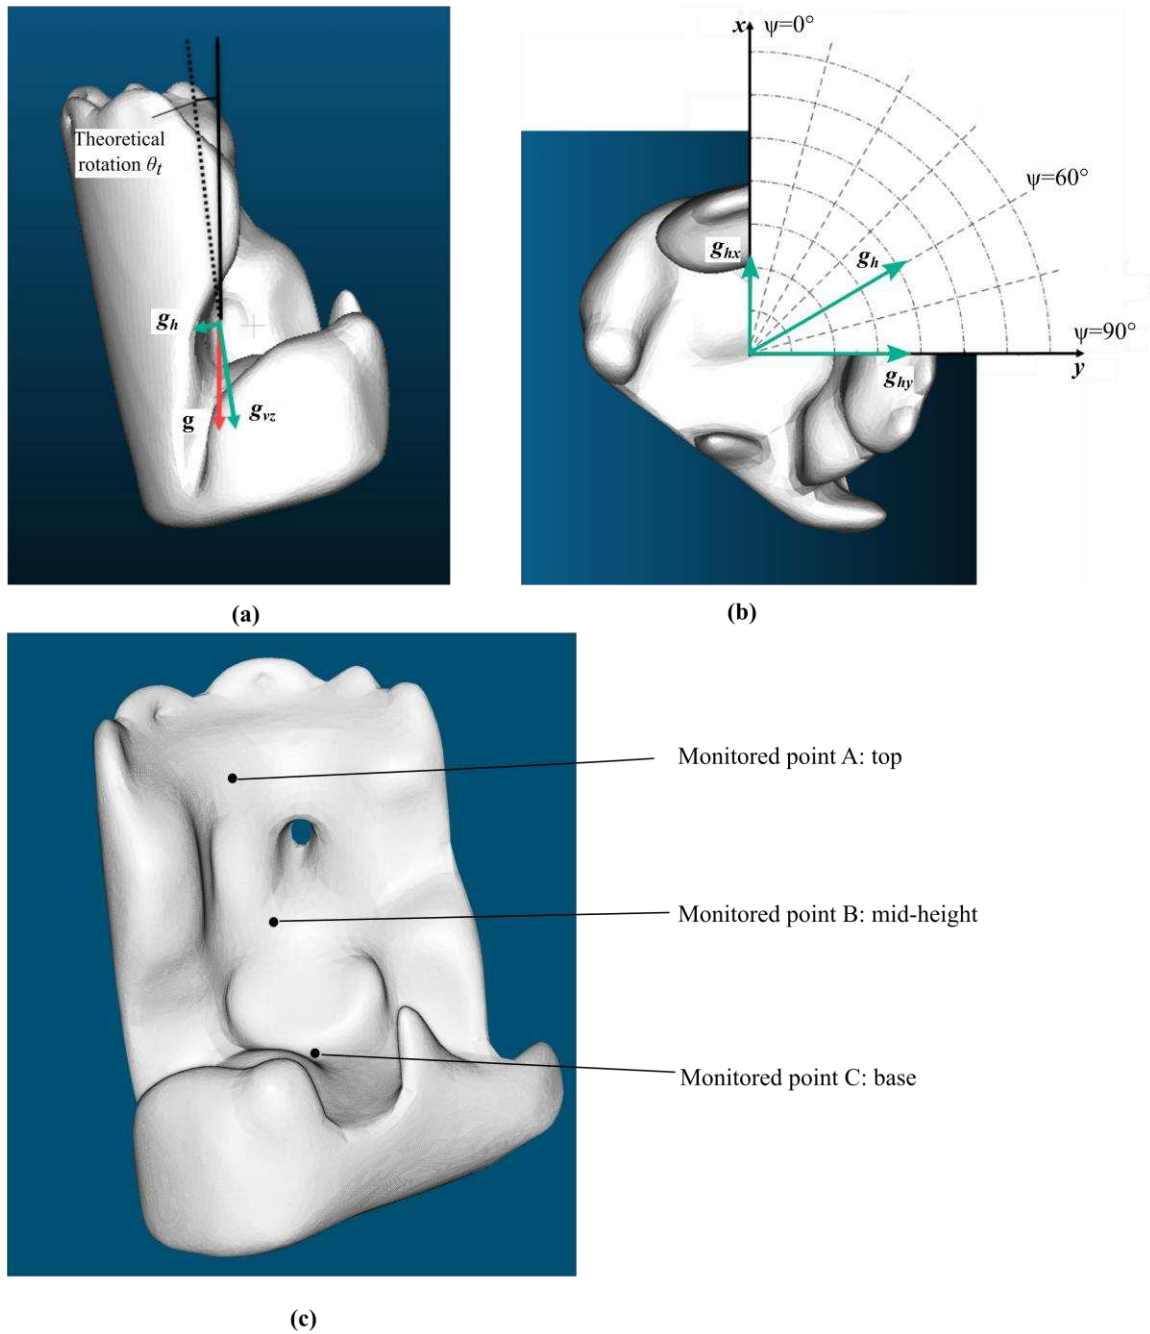 Theoretical
rotation θt
gh
g
gvz
(a)
x
ψ=0°
ψ=60°
ghx
gh
ψ=90°
ghy
y
(b)
Monitored point A: top
Monitored point B: mid-height
Monitored point C: base
(c)